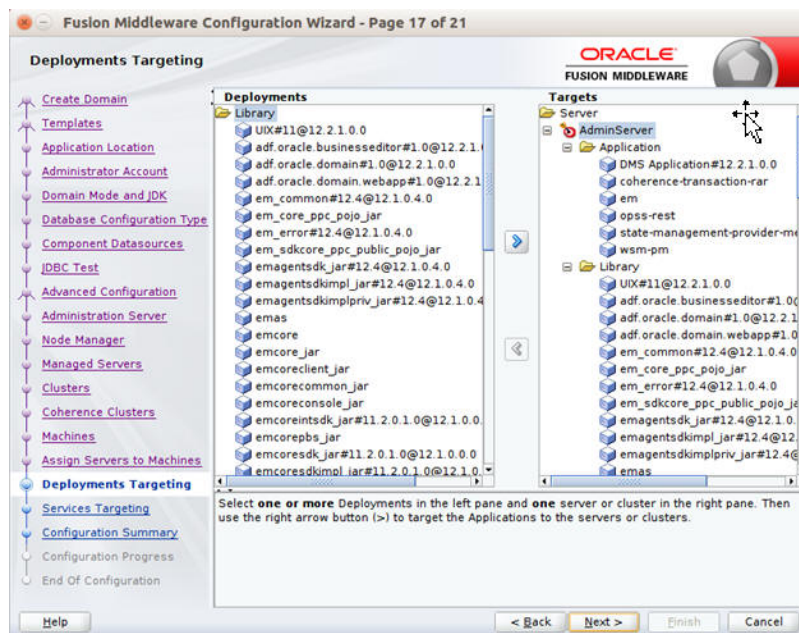 Fusion Middleware Configuration Wizard - Page 17 of 21
Deployments Targeting
ORACLE
FUSION MIDDLEWARE
Create Domain
Templates
Application Location
Administrator Account
Domain Mode and JDK
Database Configuration Type
Component Datasources
JDBC Test
Advanced Configuration
Administration Server
Node Manager
Managed Servers
Clusters
Coherence Clusters
Machines
Assign Servers to Machines
Deployments Targeting
Services Targeting
Configuration Summary
Configuration Progress
End Of Configuration
Deployments
Library
UIX#11@12.2.1.0.0
adf.oracle.businesseditor#1.0@12.2.1.
adf.oracle.domain#1.0@12.2.1.0.0
adf.oracle.domain.webapp#1.0@12.2.1
em_common#12.4@12.1.0.4.0
em_core_ppc_pojo_jar
em_error#12.4@12.1.0.4.0
em_sdkcore_ppc_public_pojo_jar
emagentsdk_jar#12.4@12.1.0.4.0
emagentsdkimpl_jar#12.4@12.1.0.4.0
emagentsdkimplpriv_jar#12.4@12.1.0.4
emas
emcore
emcore_jar
emcoreclient_jar
emcorecommon_jar
emcoreconsole_jar
emcoreintsdk_jar#11.2.0.1.0@12.1.0.0.
emcorepbs_jar
emcoresdk_jar#11.2.0.1.0@12.1.0.0.0
emcoresdkimpl_jar#11.2.0.1.0@12.1.0.
Targets
Server
AdminServer
Application
DMS Application#12.2.1.0.0
coherence-transaction-rar
em
opss-rest
state-management-provider-me
wsm-pm
Library
UIX#11@12.2.1.0.0
adf.oracle.businesseditor#1.0
adf.oracle.domain#1.0@12.2.1
adf.oracle.domain.webapp#1.0
em_common#12.4@12.1.0.4.0
em_core_ppc_pojo_jar
em_error#12.4@12.1.0.4.0
em_sdkcore_ppc_public_pojo_ja
emagentsdk_jar#12.4@12.1.0.
emagentsdkimpl_jar#12.4@12.
emagentsdkimplpriv_jar#12.4@
emas
Select one or more Deployments in the left pane and one server or cluster in the right pane. Then
use the right arrow button (>) to target the Applications to the servers or clusters.
Help
< Back
Next >
Finish
Cancel